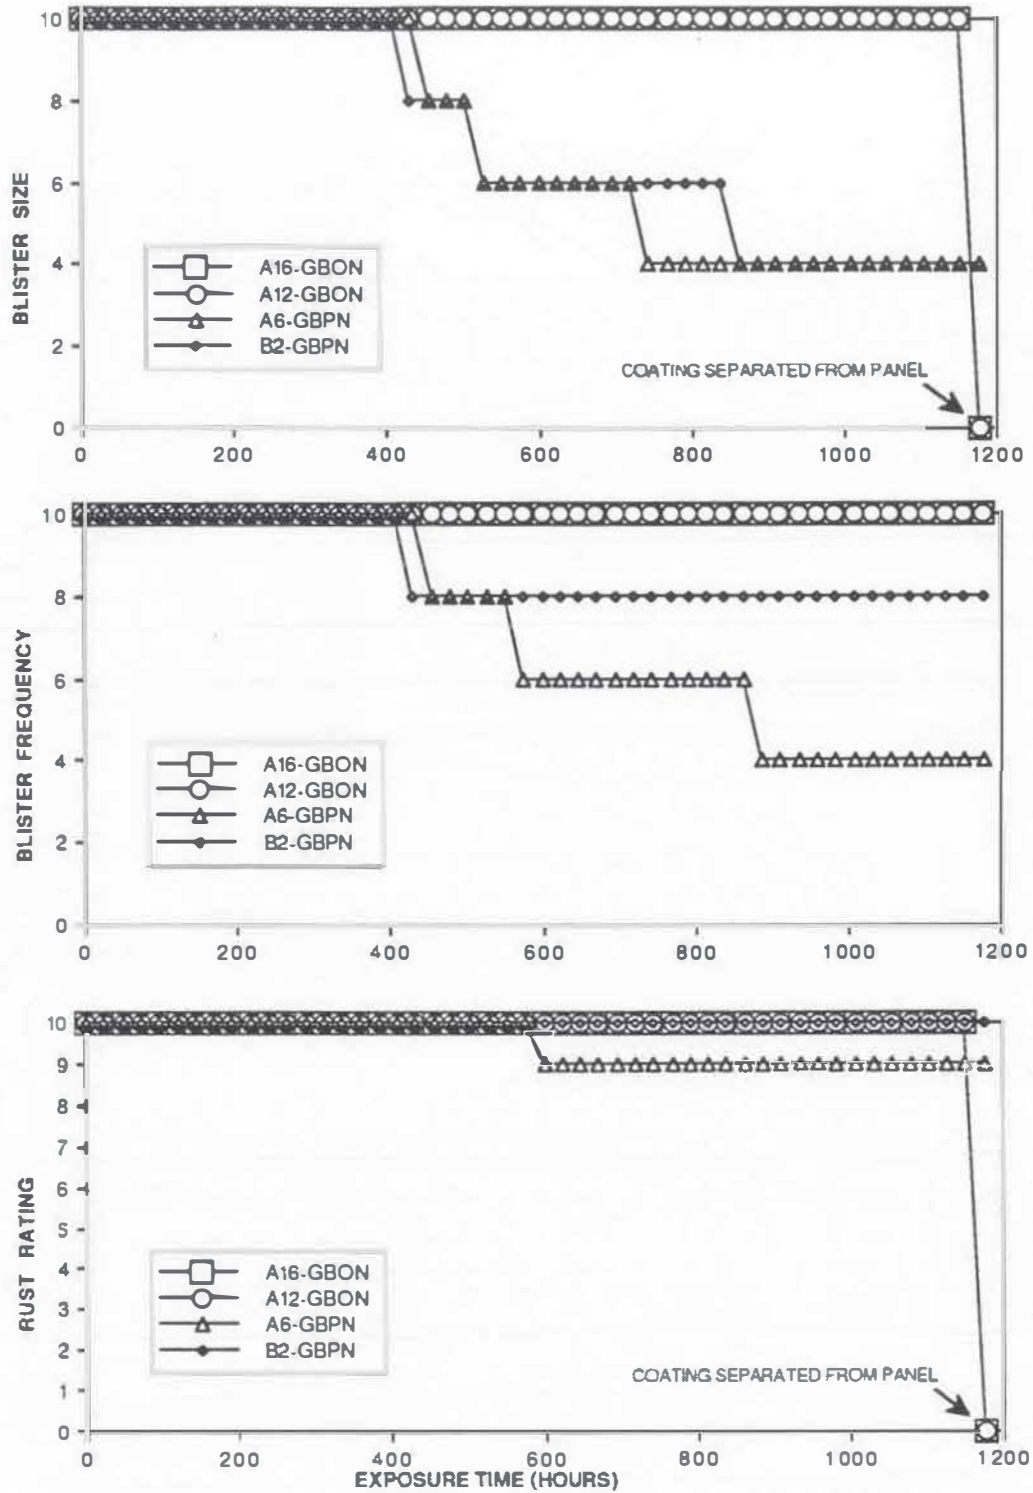 10
8
6
4
2
0
BLISTER SIZE
A16-GBON
A12-GBON
A6-GBPN
B2-GBPN
COATING SEPARATED FROM PANEL
0 200 400 600 800 1000 1200
10
8
6
4
2
0
BLISTER FREQUENCY
A16-GBON
A12-GBON
A6-GBPN
B2-GBPN
0 200 400 600 800 1000 1200
10
9
8
7
6
5
4
3
2
1
0
RUST RATING
A16-GBON
A12-GBON
A6-GBPN
B2-GBPN
COATING SEPARATED FROM PANEL
0 200 400 600 800 1000 1200
EXPOSURE TIME (HOURS)